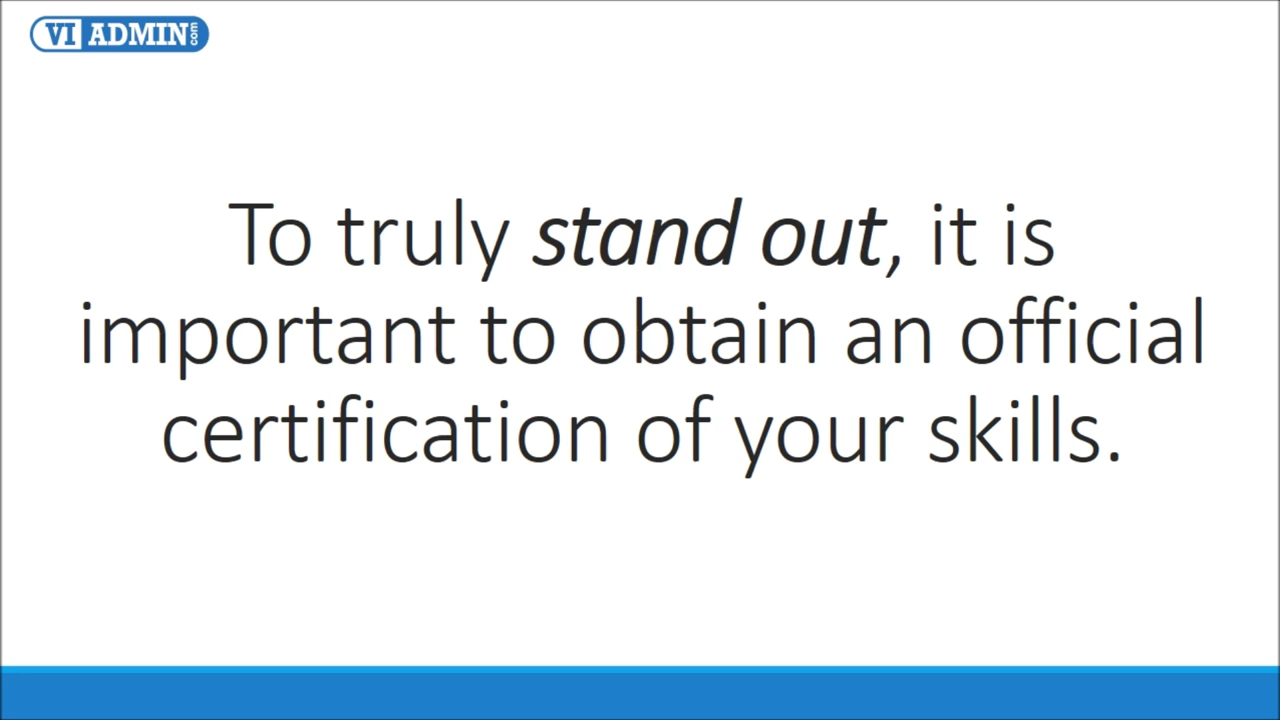 VI ADMIN.com
To truly stand out, it is
important to obtain an official
certification of your skills.